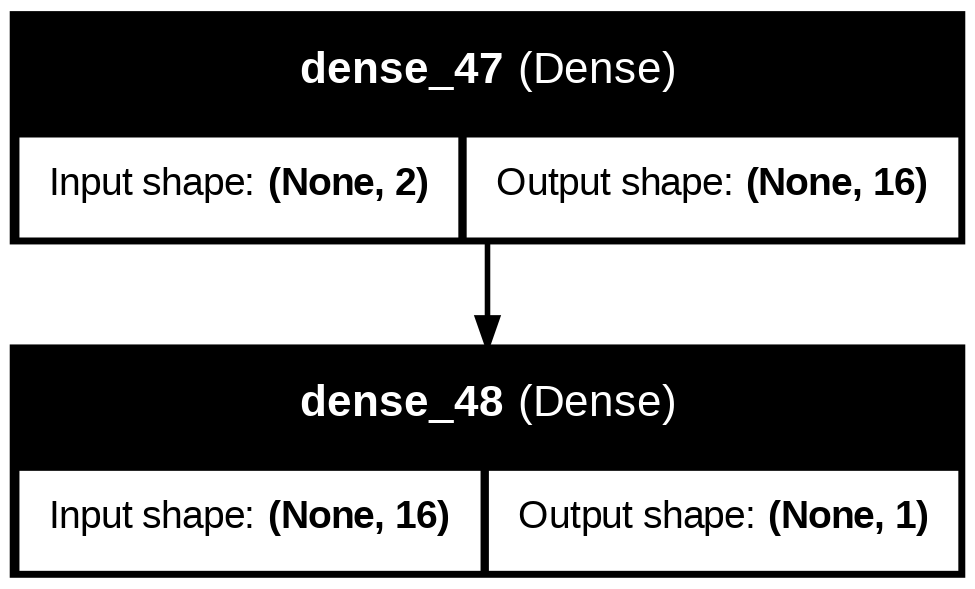 dense_47 (Dense)
Input shape: (None, 2) Output shape: (None, 16)
dense_48 (Dense)
Input shape: (None, 16) Output shape: (None, 1)